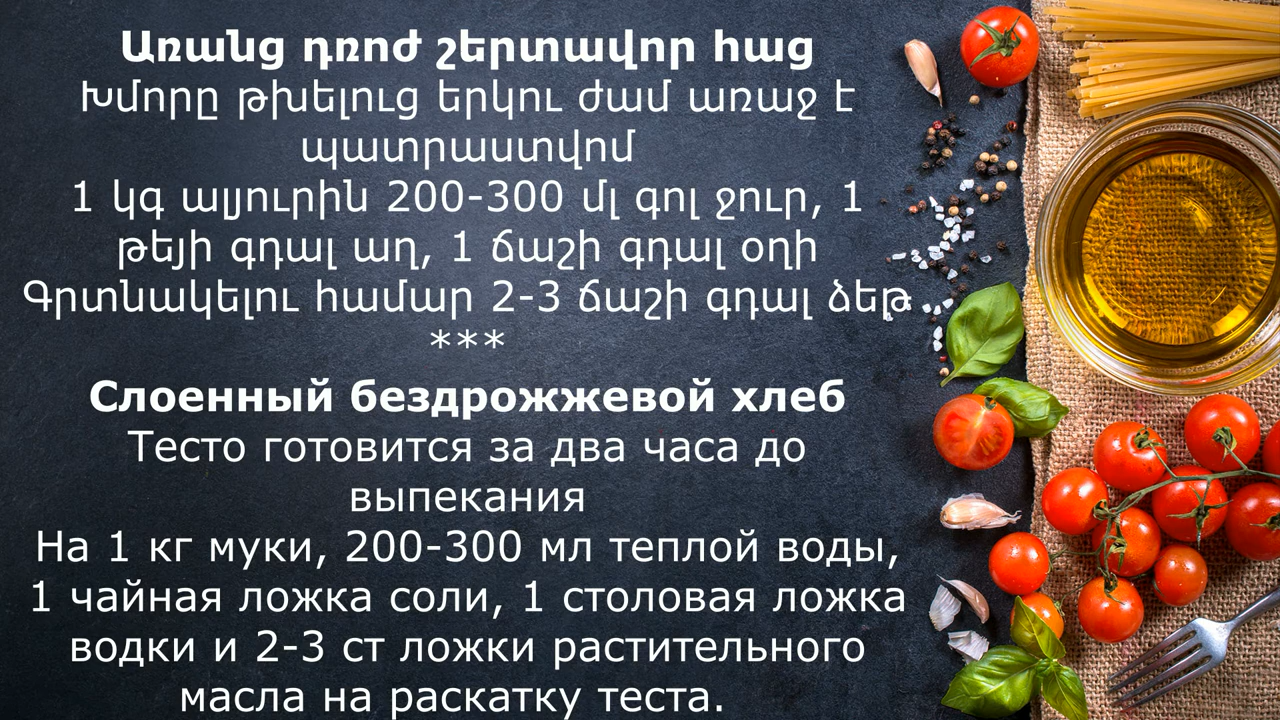 Առանց դռոժ շերտավոր հաց
Խմորը թխելուց երկու ժամ առաջ է
պատրաստվոմ
1 կգ ալյուրին 200-300 մլ գոլ ջուր, 1
թեյի գդալ աղ, 1 ճաշի գդալ օղի
Գրտնակելու համար 2-3 ճաշի գդալ ձեթ
***
Слоенный бездрожжевой хлеб
Тесто готовится за два часа до
выпекания
На 1 кг муки, 200-300 мл теплой воды,
1 чайная ложка соли, 1 столовая ложка
водки и 2-3 ст ложки растительного
масла на раскатку теста.